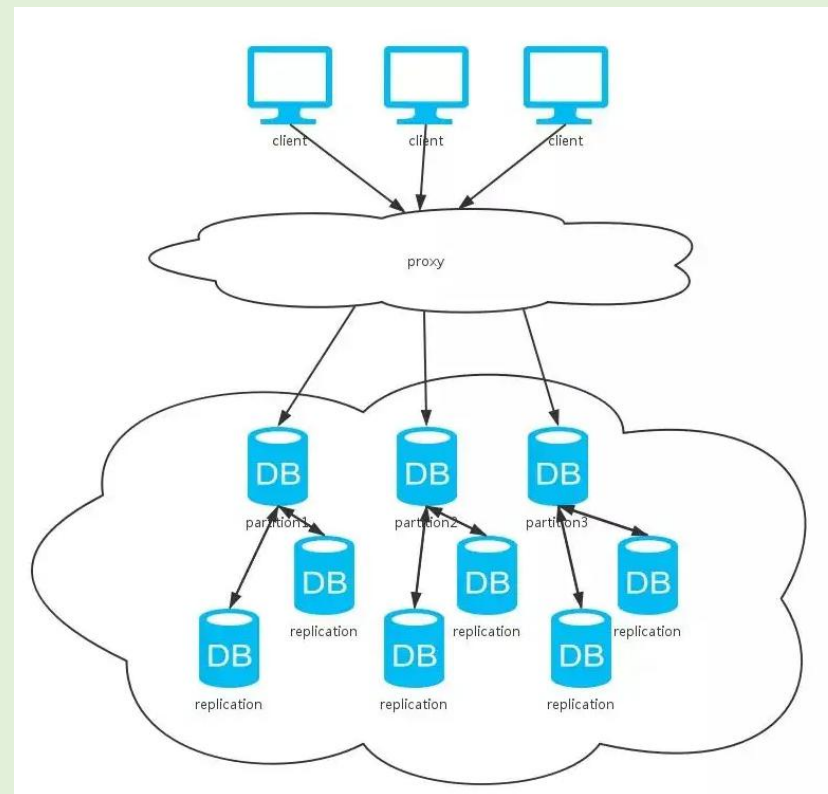 client
client
client
proxy
DB
DB
DB
partition1
partition2
partition3
DB
DB
DB
replication
replication
replication
DB
DB
DB
replication
replication
replication